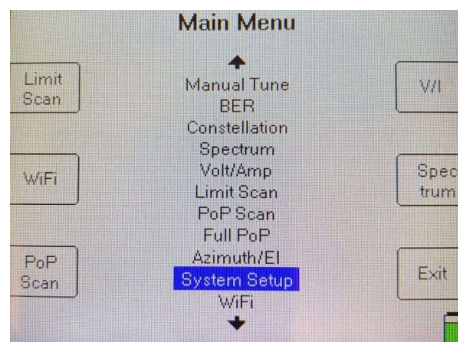 Main Menu
Limit
Scan
WiFi
PoP
Scan
Manual Tune
BER
Constellation
Spectrum
Volt/Amp
Limit Scan
PoP Scan
Full PoP
Azimuth/El
System Setup
WiFi
V/I
Spec
trum
Exit